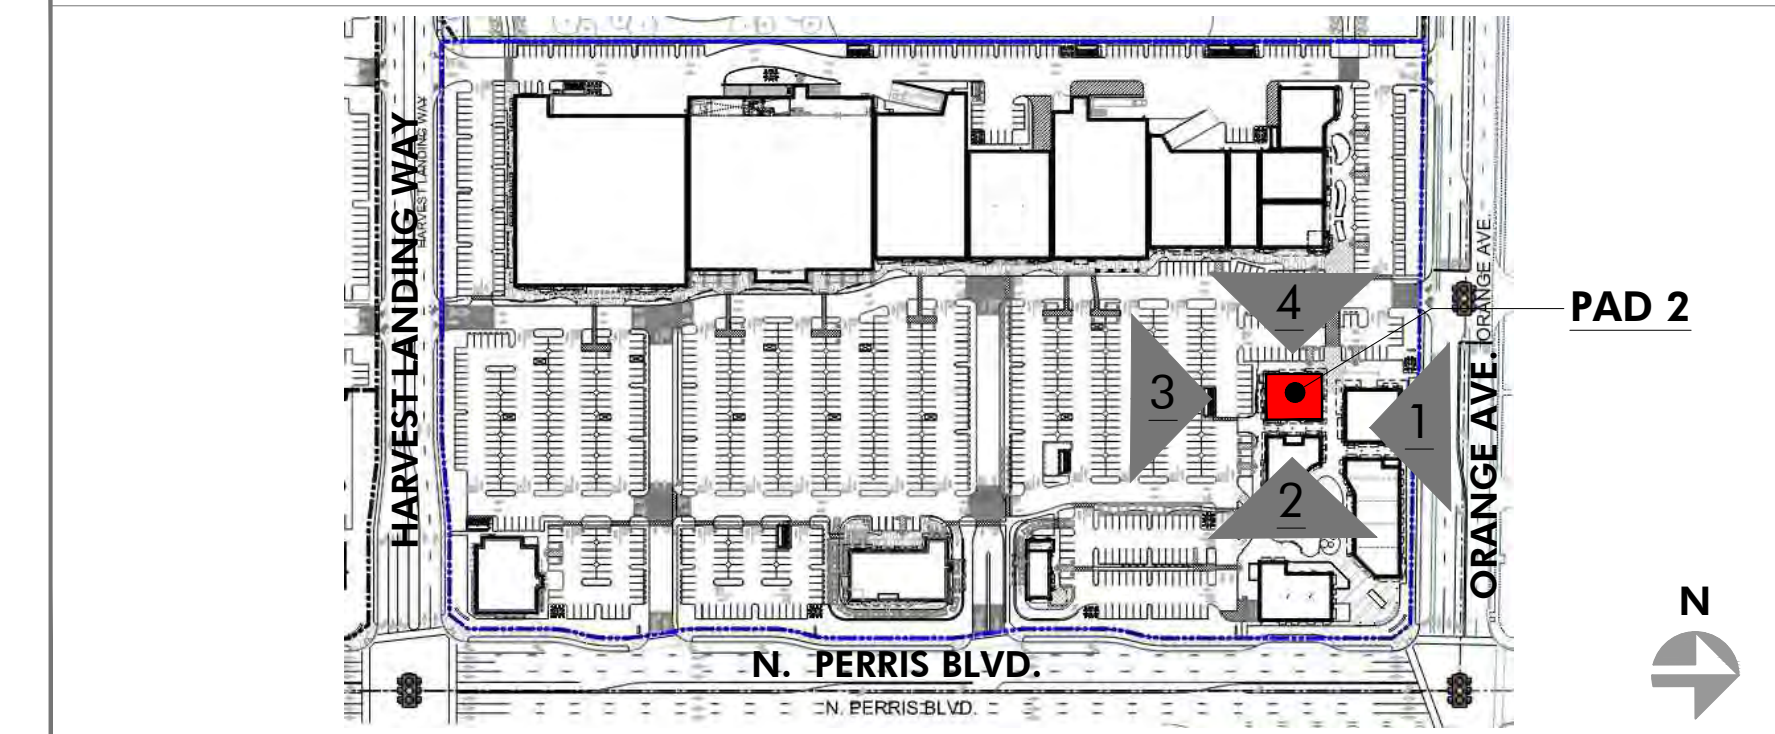 HARVEST LANDING WAY
HARVEST LANDING WAY
4
PAD 2
3
1
2
ORANGE AVE.
ORANGE AVE.
N
N. PERRIS BLVD.
N. PERRIS BLVD.